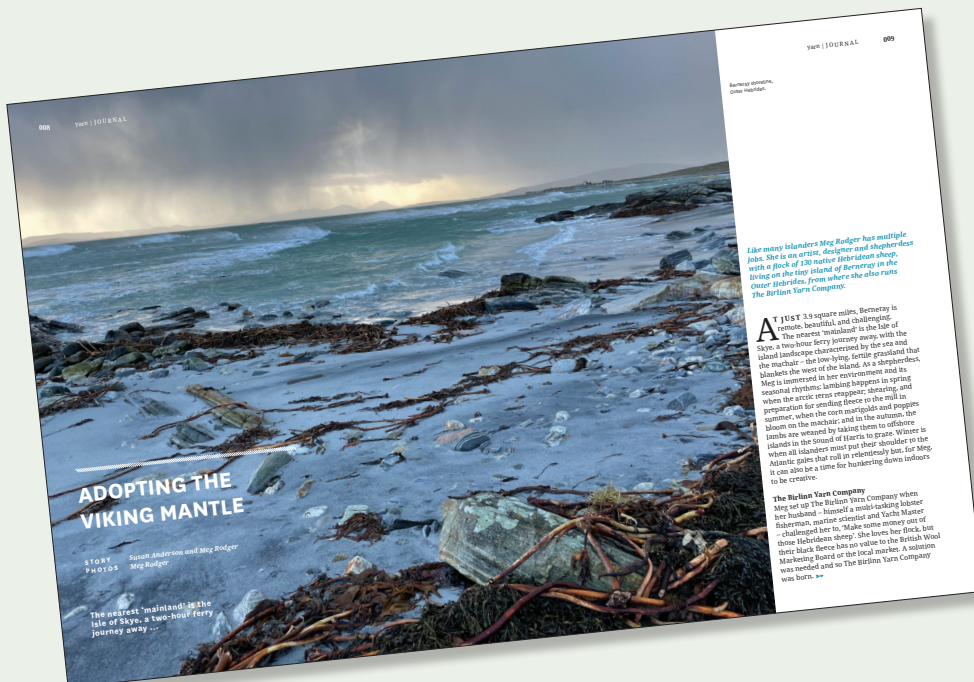 008
yarn | JOURNAL
ADOPTING THE
VIKING MANTLE
STORY Susan Anderson and Meg Rodger
PHOTOS Meg Rodger
The nearest 'mainland' is the
Isle of Skye, a two-hour ferry
journey away ...
yarn | JOURNAL
009
Berneray shoreline,
Outer Hebrides.
Like many islanders Meg Rodger has multiple
jobs. She is an artist, designer and shepherdess
with a flock of 130 native Hebridean sheep,
living on the tiny island of Berneray in the
Outer Hebrides, from where she also runs
The Birlinn Yarn Company.
AT JUST 3.9 square miles, Berneray is
remote, beautiful, and challenging.
The nearest 'mainland' is the Isle of
Skye, a two-hour ferry journey away, with the
island landscape characterised by the sea and
the machair – the low-lying, fertile grassland that
blankets the west of the island. As a shepherdess,
Meg is immersed in her environment and its
seasonal rhythms: lambing happens in spring
when the arctic terns reappear; shearing, and
preparation for sending fleece to the mill in
summer, when the corn marigolds and poppies
bloom on the machair; and in the autumn, the
lambs are weaned by taking them to offshore
islands in the Sound of Harris to graze. Winter is
when all islanders must put their shoulder to the
Atlantic gales that roll in relentlessly but, for Meg,
it can also be a time for hunkering down indoors
to be creative.
The Birlinn Yarn Company
Meg set up The Birlinn Yarn Company when
her husband – himself a multi-tasking lobster
fisherman, marine scientist and Yacht Master
– challenged her to, 'Make some money out of
those Hebridean sheep'. She loves her flock, but
their black fleece has no value to the British Wool
Marketing Board or the local market. A solution
was needed and so The Birlinn Yarn Company
was born.